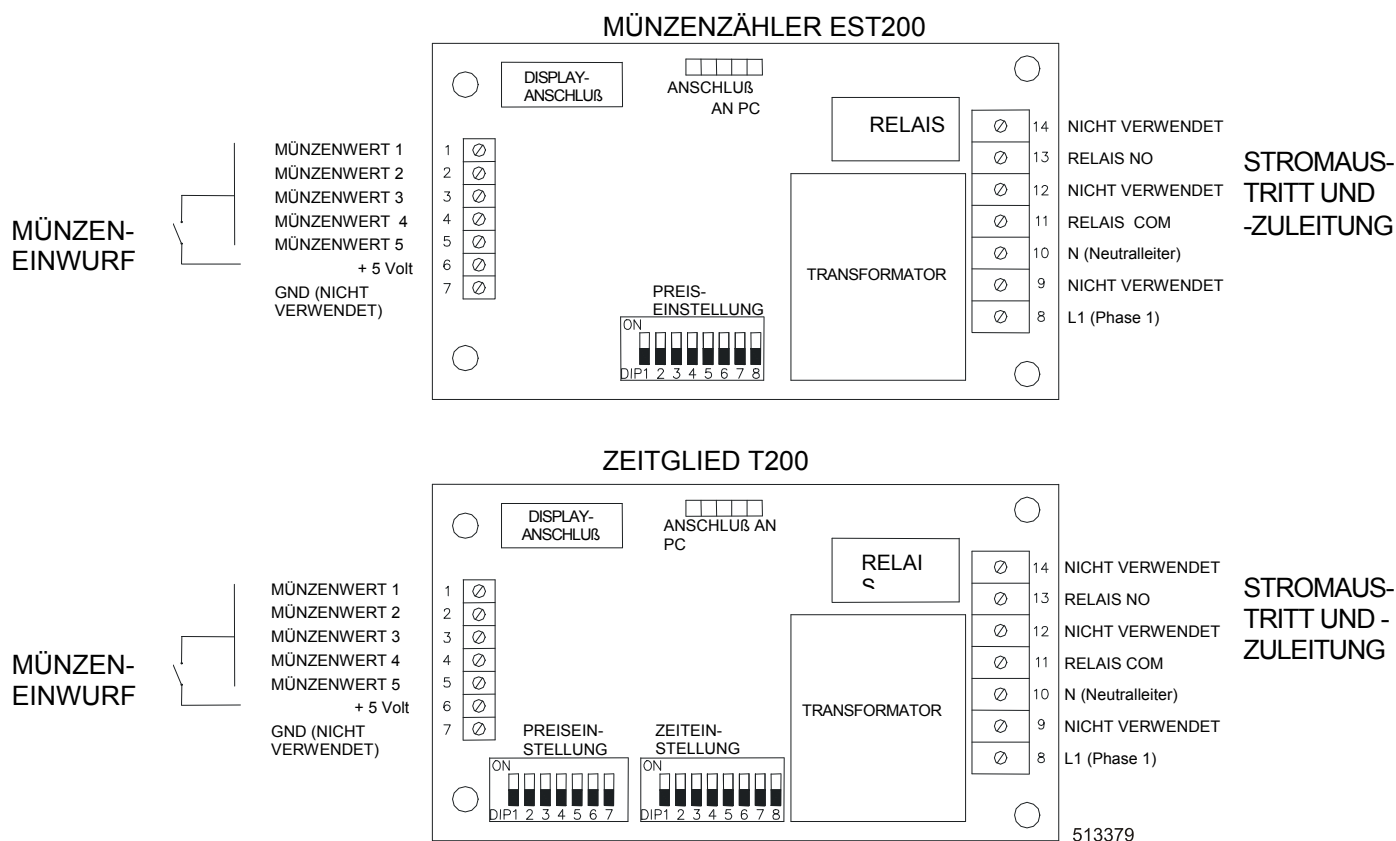 MÜNZENZÄHLER EST200
DISPLAY-
ANSCHLUß
ANSCHLUß
AN PC
RELAIS
MÜNZENWERT 1
MÜNZENWERT 2
MÜNZENWERT 3
MÜNZENWERT 4
MÜNZENWERT 5
+ 5 Volt
GND (NICHT
VERWENDET)
1
2
3
4
5
6
7
MÜNZEN-
EINWURF
PREIS-
EINSTELLUNG
ON
DIP1 2 3 4 5 6 7 8
TRANSFORMATOR
14 NICHT VERWENDET
13 RELAIS NO
12 NICHT VERWENDET
11 RELAIS COM
10 N (Neutralleiter)
9 NICHT VERWENDET
8 L1 (Phase 1)
STROMAUS-
TRITT UND
-ZULEITUNG
ZEITGLIED T200
DISPLAY-
ANSCHLUß
ANSCHLUß AN
PC
RELAI
S
MÜNZENWERT 1
MÜNZENWERT 2
MÜNZENWERT 3
MÜNZENWERT 4
MÜNZENWERT 5
+ 5 Volt
GND (NICHT
VERWENDET)
1
2
3
4
5
6
7
MÜNZEN-
EINWURF
PREISEIN-
STELLUNG
ON
DIP1 2 3 4 5 6 7
ZEITEIN-
STELLUNG
ON
DIP1 2 3 4 5 6 7 8
TRANSFORMATOR
14 NICHT VERWENDET
13 RELAIS NO
12 NICHT VERWENDET
11 RELAIS COM
10 N (Neutralleiter)
9 NICHT VERWENDET
8 L1 (Phase 1)
STROMAUS-
TRITT UND -
ZULEITUNG
513379